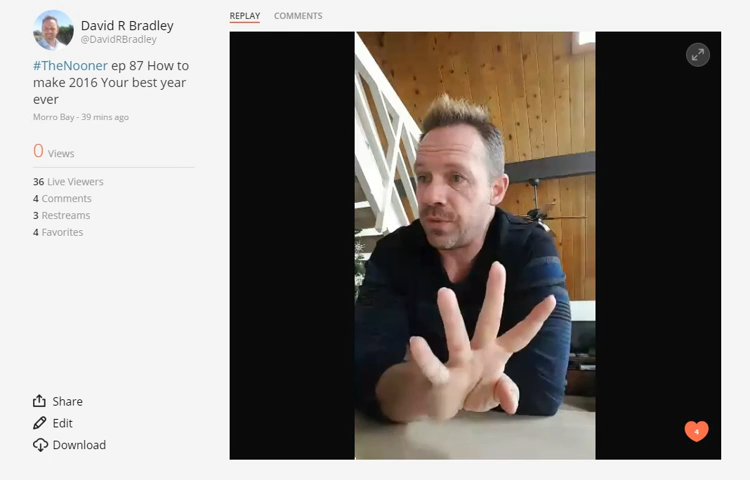 David R Bradley
@DavidRBradley
#TheNooner ep 87 How to
make 2016 Your best year
ever
Morro Bay - 39 mins ago
0 Views
36 Live Viewers
4 Comments
3 Restreams
4 Favorites
Share
Edit
Download
REPLAY COMMENTS
4